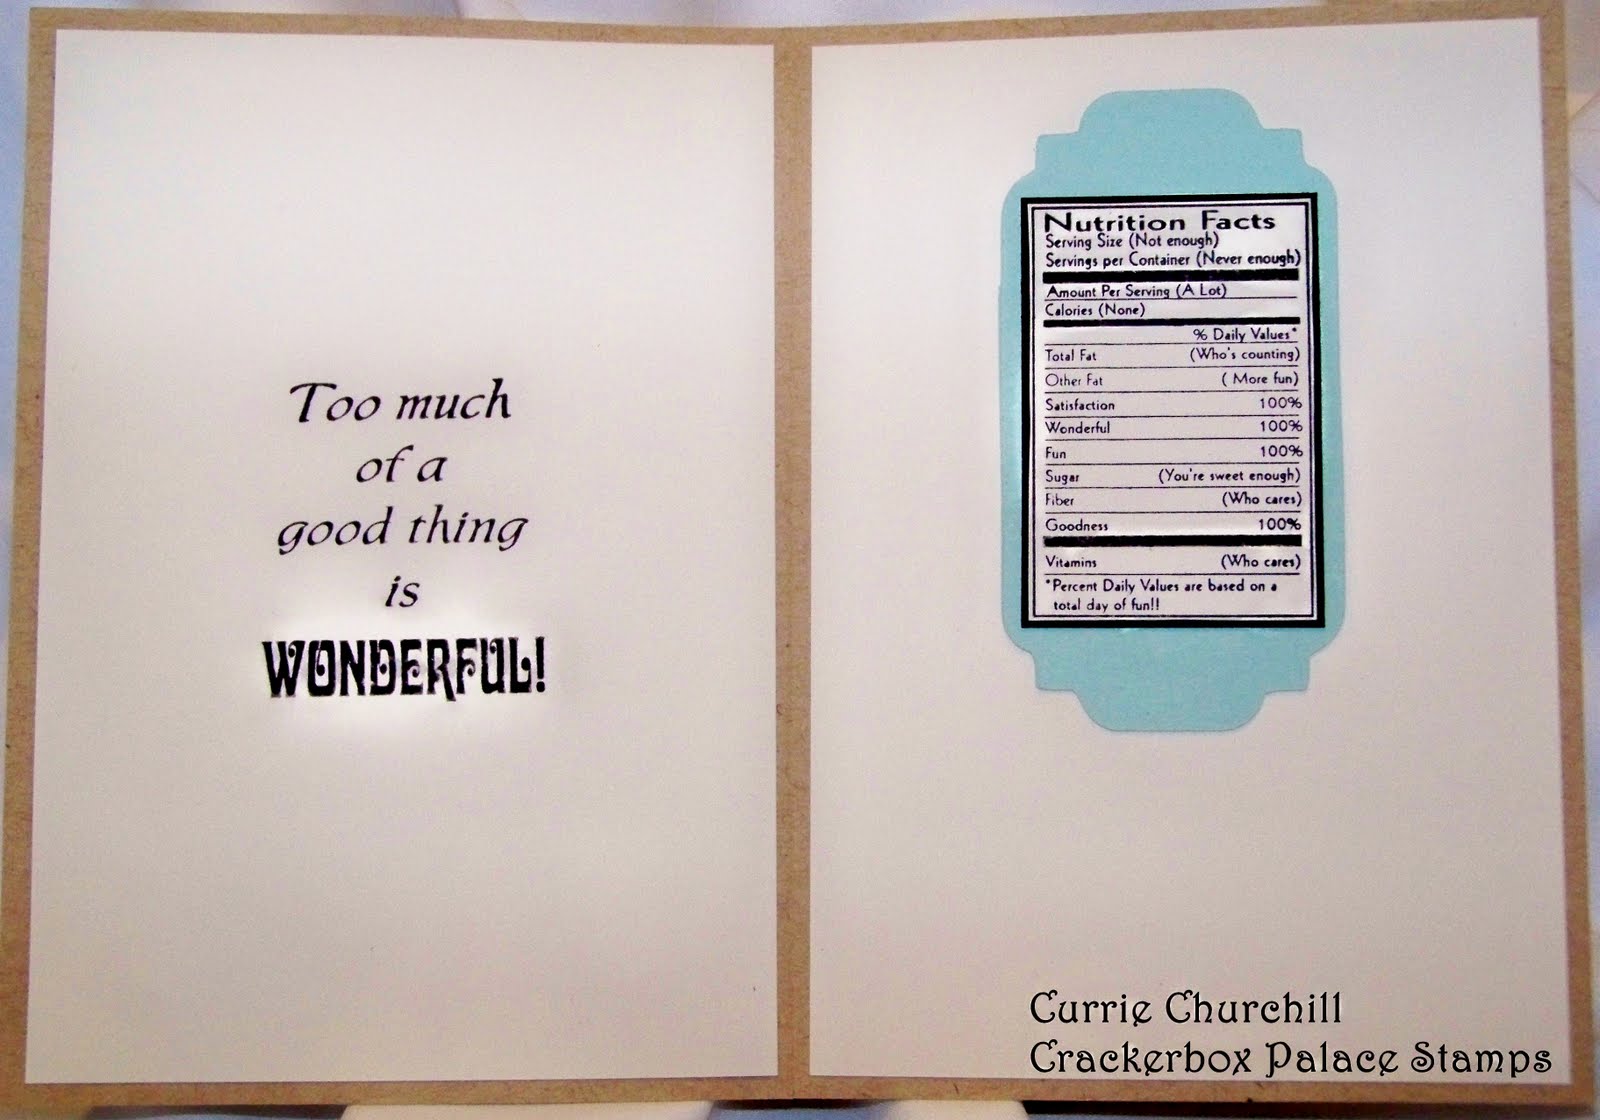 Too much
of a
good thing
is
WONDERFUL!
Nutrition Facts
Serving Size (Not enough)
Servings per Container (Never enough)
Amount Per Serving (A Lot)
Calories (None)
% Daily Values*
Total Fat (Who's counting)
Other Fat ( More fun)
Satisfaction 100%
Wonderful 100%
Fun 100%
Sugar (You're sweet enough)
Fiber (Who cares)
Goodness 100%
Vitamins (Who cares)
*Percent Daily Values are based on a
total day of fun!!
Currie Churchill
Crackerbox Palace Stamps